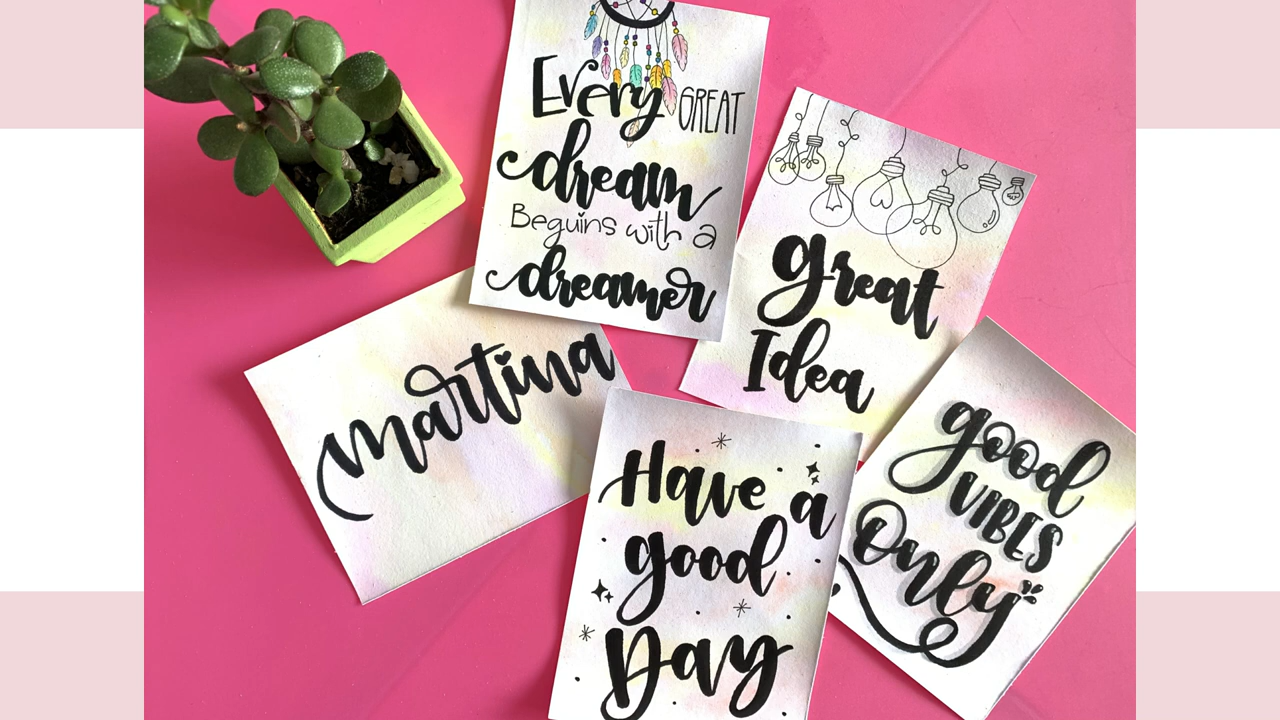 Every GREAT
dream
Beguins with a
dreamer
great
Idea
martina
Have a
good
Day
good
VIBES
Only